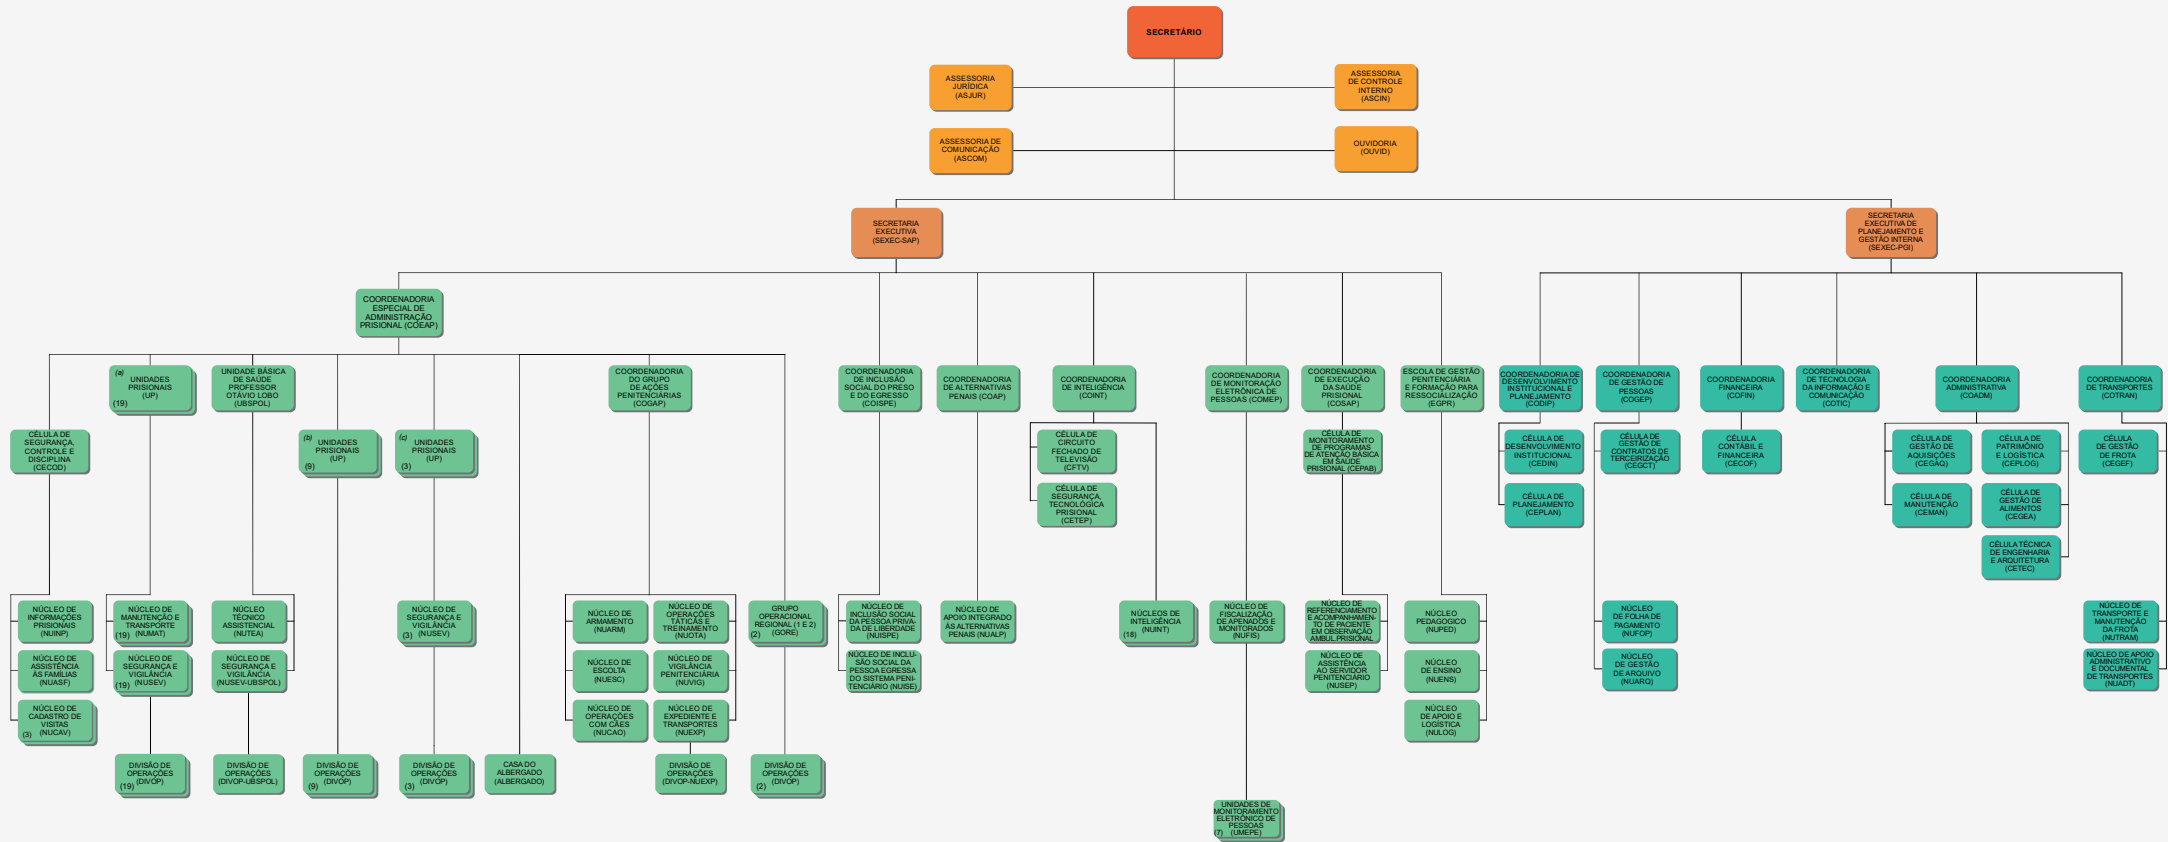 SECRETÁRIO
ASSESSORIA
JURÍDICA
(ASJUR)
ASSESSORIA
DE CONTROLE
INTERNO
(ASCIN)
ASSESSORIA DE
COMUNICAÇÃO
(ASCOM)
OUVIDORIA
(OUVID)
SECRETARIA
EXECUTIVA
(SEXEC-SAP)
SECRETARIA
EXECUTIVA DE
PLANEJAMENTO E
GESTÃO INTERNA
(SEXEC-PGI)
COORDENADORIA
ESPECIAL DE
ADMINISTRAÇÃO
PRISIONAL (COEAP)
(a)
UNIDADES
PRISIONAIS
(UP)
(19)
UNIDADE BÁSICA
DE SAÚDE
PROFESSOR
OTÁVIO LOBO
(UBSPOL)
COORDENADORIA
DO GRUPO
DE AÇÕES
PENITENCIÁRIAS
(COGAP)
COORDENADORIA
DE INCLUSÃO
SOCIAL DO PRESO
E DO EGRESSO
(COISPE)
COORDENADORIA
DE ALTERNATIVAS
PENAIS (COAP)
COORDENADORIA
DE INTELIGÊNCIA
(COINT)
COORDENADORIA
DE MONITORAÇÃO
ELETRÔNICA DE
PESSOAS (COMEP)
COORDENADORIA
DE EXECUÇÃO
DA SAÚDE
PRISIONAL
(COSAP)
ESCOLA DE GESTÃO
PENITENCIÁRIA
E FORMAÇÃO PARA
RESSOCIALIZAÇÃO
(EGPR)
COORDENADORIA DE
DESENVOLVIMENTO
INSTITUCIONAL E
PLANEJAMENTO
(CODIP)
COORDENADORIA
DE GESTÃO DE
PESSOAS
(COGEP)
COORDENADORIA
FINANCEIRA
(COFIN)
COORDENADORIA
DE TECNOLOGIA
DA INFORMAÇÃO E
COMUNICAÇÃO
(COTIC)
COORDENADORIA
ADMINISTRATIVA
(COADM)
COORDENADORIA
DE TRANSPORTES
(COTRAN)
CÉLULA DE
SEGURANÇA,
CONTROLE E
DISCIPLINA
(CECOD)
(b)
UNIDADES
PRISIONAIS
(UP)
(9)
(c)
UNIDADES
PRISIONAIS
(UP)
(3)
CÉLULA DE
CIRCUITO
FECHADO DE
TELEVISÃO
(CFTV)
CÉLULA DE
MONITORAMENTO
DE PROGRAMAS
DE ATENÇÃO BÁSICA
EM SAÚDE
PRISIONAL (CEPAB)
CÉLULA DE
DESENVOLVIMENTO
INSTITUCIONAL
(CEDIN)
CÉLULA DE
GESTÃO DE
CONTRATOS DE
TERCEIRIZAÇÃO
(CEGCT)
CÉLULA
CONTÁBIL E
FINANCEIRA
(CECOF)
CÉLULA DE
GESTÃO DE
AQUISIÇÕES
(CEGAQ)
CÉLULA DE
PATRIMÔNIO
E LOGÍSTICA
(CEPLOG)
CÉLULA
DE GESTÃO
DE FROTA
(CEGEF)
CÉLULA DE
SEGURANÇA,
TECNOLÓGICA
PRISIONAL
(CETEP)
CÉLULA DE
PLANEJAMENTO
(CEPLAN)
CÉLULA DE
MANUTENÇÃO
(CEMAN)
CÉLULA DE
GESTÃO DE
ALIMENTOS
(CEGEA)
CÉLULA TÉCNICA
DE ENGENHARIA
E ARQUITETURA
(CETEC)
NÚCLEO DE
INFORMAÇÕES
PRISIONAIS
(NUINP)
NÚCLEO DE
MANUTENÇÃO E
TRANSPORTE
(19) (NUMAT)
NÚCLEO
TÉCNICO
ASSISTENCIAL
(NUTEA)
NÚCLEO DE
SEGURANÇA E
VIGILÂNCIA
(3) (NUSEV)
NÚCLEO DE
ARMAMENTO
(NUARM)
NÚCLEO DE
OPERAÇÕES
TÁTICAS E
TREINAMENTO
(NUOTA)
GRUPO
OPERACIONAL
REGIONAL (1 E 2)
(2) (GORE)
NÚCLEO DE
INCLUSÃO SOCIAL
DA PESSOA PRIVA-
DA DE LIBERDADE
(NUISPE)
NÚCLEO DE
APOIO INTEGRADO
ÀS ALTERNATIVAS
PENAIS (NUALP)
NÚCLEOS DE
INTELIGÊNCIA
(NUINT)
(18)
NÚCLEO DE
FISCALIZAÇÃO
DE APENADOS E
MONITORADOS
(NUFIS)
NÚCLEO DE
REFERENCIAMENTO
E ACOMPANHAMEN-
TO DE PACIENTE
EM OBSERVAÇÃO
AMBUL.PRISIONAL
NÚCLEO
PEDAGOGICO
(NUPED)
NÚCLEO
DE FOLHA DE
PAGAMENTO
(NUFOP)
NÚCLEO DE
TRANSPORTE E
MANUTENÇÃO
DA FROTA
(NUTRAM)
NÚCLEO DE
ASSISTÊNCIA
ÀS FAMÍLIAS
(NUASF)
NÚCLEO DE
SEGURANÇA E
VIGILÂNCIA
(19) (NUSEV)
NÚCLEO DE
SEGURANÇA E
VIGILÂNCIA
(NUSEV-UBSPOL)
NÚCLEO DE
ESCOLTA
(NUESC)
NÚCLEO DE
VIGILÂNCIA
PENITENCIÁRIA
(NUVIG)
NÚCLEO DE INCLU-
SÃO SOCIAL DA
PESSOA EGRESSA
DO SISTEMA PENI-
TENCIÁRIO (NUISE)
NÚCLEO DE
ASSISTÊNCIA
AO SERVIDOR
PENITENCIÁRIO
(NUSEP)
NÚCLEO
DE ENSINO
(NUENS)
NÚCLEO
DE GESTÃO
DE ARQUIVO
(NUARQ)
NÚCLEO DE APOIO
ADMINISTRATIVO
E DOCUMENTAL
DE TRANSPORTES
(NUADT)
NÚCLEO DE
CADASTRO DE
VISITAS
(3) (NUCAV)
NÚCLEO DE
OPERAÇÕES
COM CÃES
(NUCAO)
NÚCLEO DE
EXPEDIENTE E
TRANSPORTES
(NUEXP)
NÚCLEO
DE APOIO E
LOGÍSTICA
(NULOG)
DIVISÃO DE
OPERAÇÕES
(19) (DIVOP)
DIVISÃO DE
OPERAÇÕES
(DIVOP-UBSPOL)
DIVISÃO DE
OPERAÇÕES
(9) (DIVOP)
DIVISÃO DE
OPERAÇÕES
(3) (DIVOP)
CASA DO
ALBERGADO
(ALBERGADO)
DIVISÃO DE
OPERAÇÕES
(DIVOP-NUEXP)
DIVISÃO DE
OPERAÇÕES
(2) (DIVOP)
UNIDADES DE
MONITORAMENTO
ELETRÔNICO DE
PESSOAS
(7) (UMEPE)